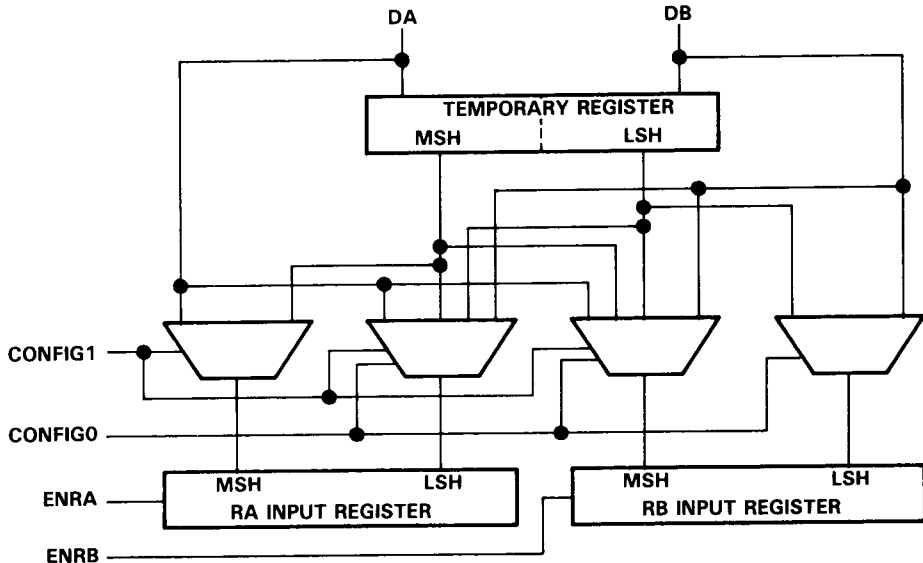 DA
DB
TEMPORARY REGISTER
MSH
LSH
CONFIG1
CONFIG0
MSH
LSH
MSH
LSH
ENRA
RA INPUT REGISTER
RB INPUT REGISTER
ENRB